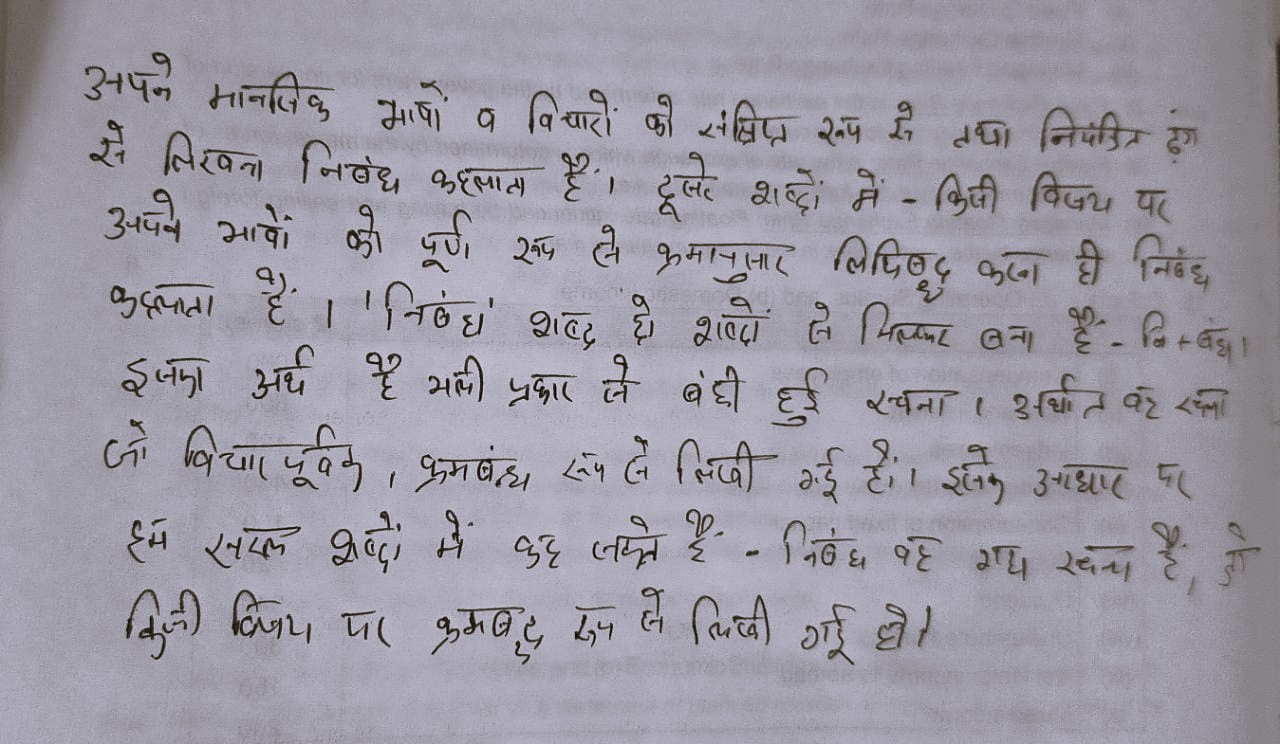 अपने मानसिक भावों व विचारों को संक्षिप्त रूप से तथा नियंत्रित ढंग
से लिखना निबंध कहलाता हैं। दूसरे शब्दों में - किसी विषय पर
अपने भावों को पूर्ण रूप से क्रमानुसार लिपिबद्ध करना ही निबंध
कहलाता हैं। 'निबंध' शब्द दो शब्दों से मिलकर बना हैं - नि + बंध।
इसका अर्थ हैं भली प्रकार से बंधी हुई रचना। अर्थात वह रचना
जो विचारपूर्वक, क्रमबंध रूप से लिखी गई हैं। इसके आधार पर
हम सरल शब्दों में कह सकते हैं - निबंध वह गद्य रचना हैं, जो
किसी विषय पर क्रमबद्ध रूप से लिखी गई हो।